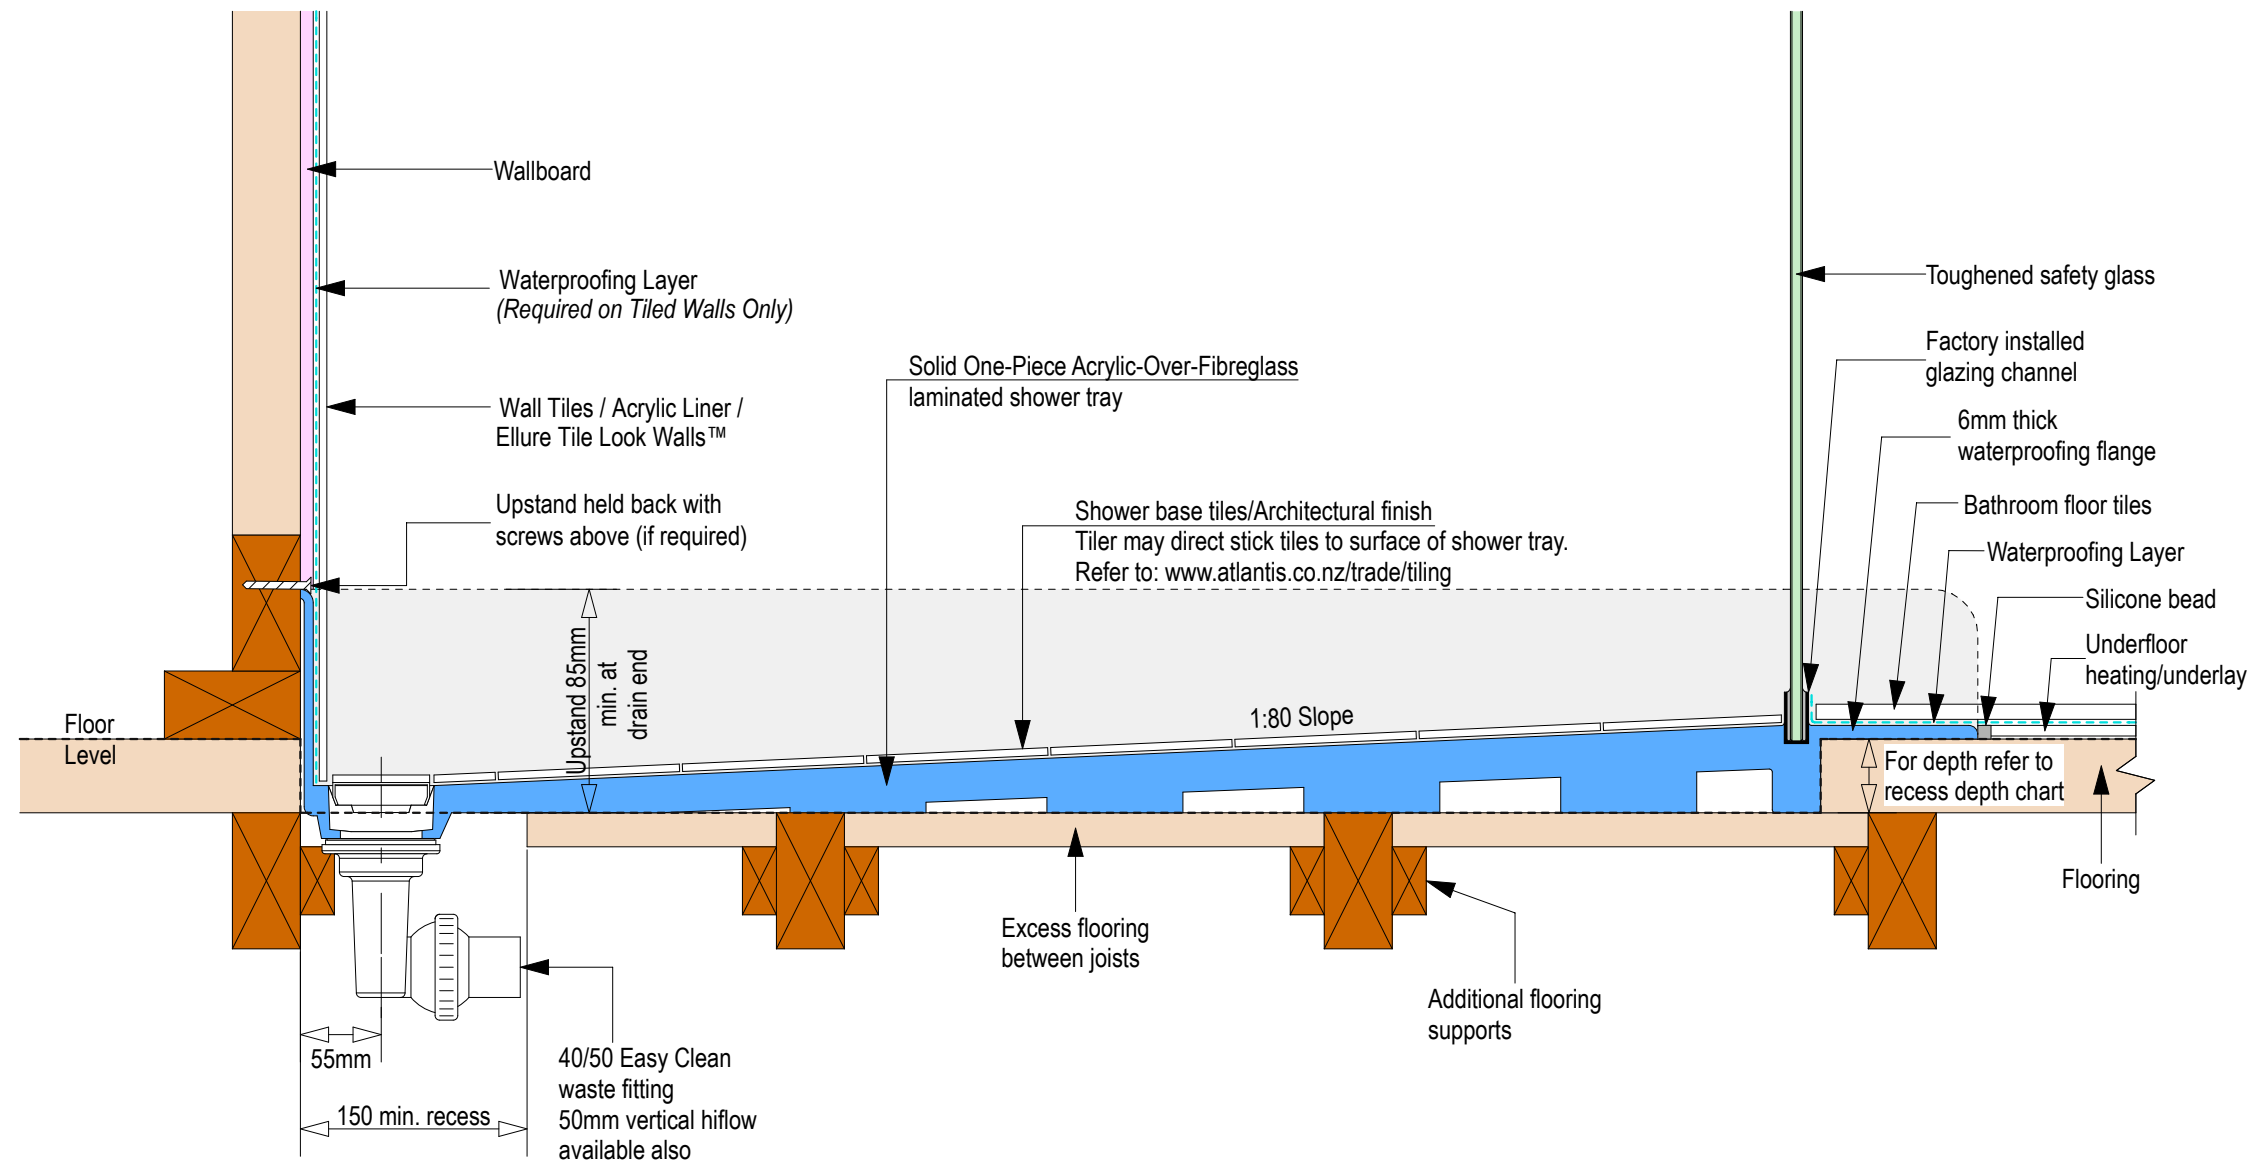 Wallboard
Waterproofing Layer
(Required on Tiled Walls Only)
Wall Tiles / Acrylic Liner /
Ellure Tile Look Walls™
Upstand held back with
screws above (if required)
Floor
Level
Upstand 85mm
min. at
drain end
Solid One-Piece Acrylic-Over-Fibreglass
laminated shower tray
Shower base tiles/Architectural finish
Tiler may direct stick tiles to surface of shower tray.
Refer to: www.atlantis.co.nz/trade/tiling
1:80 Slope
Toughened safety glass
Factory installed
glazing channel
6mm thick
waterproofing flange
Bathroom floor tiles
Waterproofing Layer
Silicone bead
Underfloor
heating/underlay
For depth refer to
recess depth chart
Flooring
Excess flooring
between joists
Additional flooring
supports
55mm
150 min. recess
40/50 Easy Clean
waste fitting
50mm vertical hiflow
available also